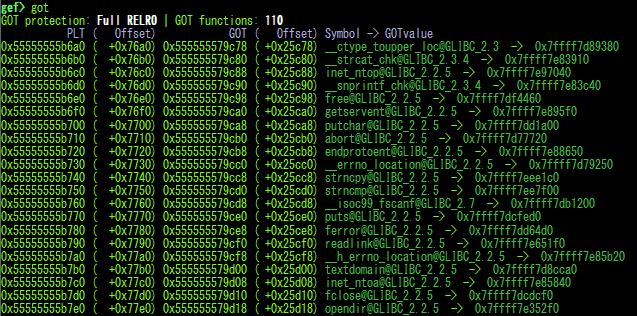 gef> got
GOT protection: Full RELRO | GOT functions: 110
PLT ( Offset) GOT ( Offset) Symbol -> GOTvalue
0x55555555b6a0 ( +0x76a0) 0x555555579c78 ( +0x25c78) __ctype_toupper_loc@GLIBC_2.3 -> 0x7ffff7d89380
0x55555555b6b0 ( +0x76b0) 0x555555579c80 ( +0x25c80) __strcat_chk@GLIBC_2.3.4 -> 0x7ffff7e83910
0x55555555b6c0 ( +0x76c0) 0x555555579c88 ( +0x25c88) inet_ntop@GLIBC_2.2.5 -> 0x7ffff7e97040
0x55555555b6d0 ( +0x76d0) 0x555555579c90 ( +0x25c90) __snprintf_chk@GLIBC_2.3.4 -> 0x7ffff7e83c40
0x55555555b6e0 ( +0x76e0) 0x555555579c98 ( +0x25c98) free@GLIBC_2.2.5 -> 0x7ffff7df4460
0x55555555b6f0 ( +0x76f0) 0x555555579ca0 ( +0x25ca0) getservent@GLIBC_2.2.5 -> 0x7ffff7e895f0
0x55555555b700 ( +0x7700) 0x555555579ca8 ( +0x25ca8) putchar@GLIBC_2.2.5 -> 0x7ffff7dd1a00
0x55555555b710 ( +0x7710) 0x555555579cb0 ( +0x25cb0) abort@GLIBC_2.2.5 -> 0x7ffff7d77720
0x55555555b720 ( +0x7720) 0x555555579cb8 ( +0x25cb8) endprotoent@GLIBC_2.2.5 -> 0x7ffff7e88650
0x55555555b730 ( +0x7730) 0x555555579cc0 ( +0x25cc0) __errno_location@GLIBC_2.2.5 -> 0x7ffff7d79250
0x55555555b740 ( +0x7740) 0x555555579cc8 ( +0x25cc8) strncpy@GLIBC_2.2.5 -> 0x7ffff7eee1c0
0x55555555b750 ( +0x7750) 0x555555579cd0 ( +0x25cd0) strncmp@GLIBC_2.2.5 -> 0x7ffff7ee7f00
0x55555555b760 ( +0x7760) 0x555555579cd8 ( +0x25cd8) __isoc99_fscanf@GLIBC_2.7 -> 0x7ffff7db1200
0x55555555b770 ( +0x7770) 0x555555579ce0 ( +0x25ce0) puts@GLIBC_2.2.5 -> 0x7ffff7dcfed0
0x55555555b780 ( +0x7780) 0x555555579ce8 ( +0x25ce8) ferror@GLIBC_2.2.5 -> 0x7ffff7dd64d0
0x55555555b790 ( +0x7790) 0x555555579cf0 ( +0x25cf0) readlink@GLIBC_2.2.5 -> 0x7ffff7e651f0
0x55555555b7a0 ( +0x77a0) 0x555555579cf8 ( +0x25cf8) __h_errno_location@GLIBC_2.2.5 -> 0x7ffff7e85b20
0x55555555b7b0 ( +0x77b0) 0x555555579d00 ( +0x25d00) textdomain@GLIBC_2.2.5 -> 0x7ffff7d8cca0
0x55555555b7c0 ( +0x77c0) 0x555555579d08 ( +0x25d08) inet_ntoa@GLIBC_2.2.5 -> 0x7ffff7e85840
0x55555555b7d0 ( +0x77d0) 0x555555579d10 ( +0x25d10) fclose@GLIBC_2.2.5 -> 0x7ffff7dcdcf0
0x55555555b7e0 ( +0x77e0) 0x555555579d18 ( +0x25d18) opendir@GLIBC_2.2.5 -> 0x7ffff7e352f0